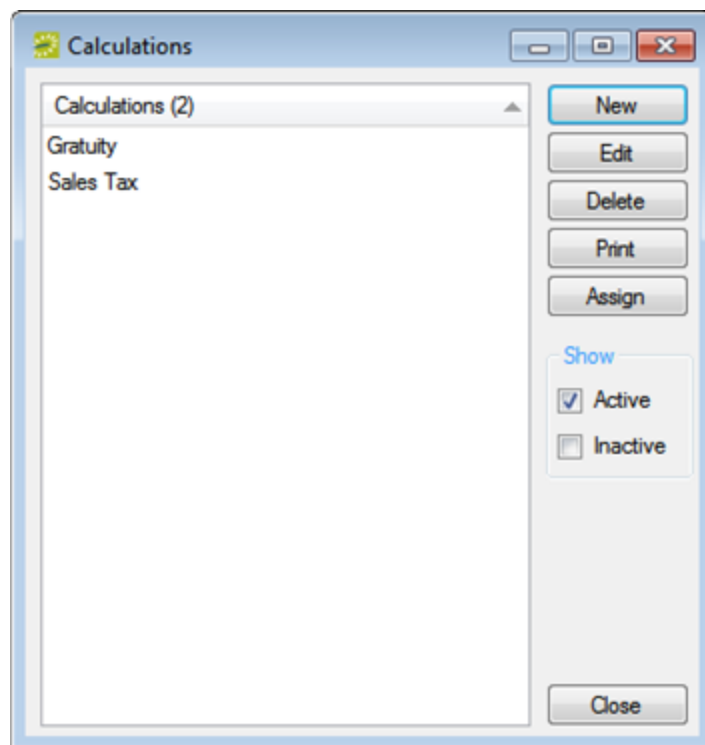 Calculations
Calculations (2)
Gratuity
Sales Tax
New
Edit
Delete
Print
Assign
Show
Active
Inactive
Close